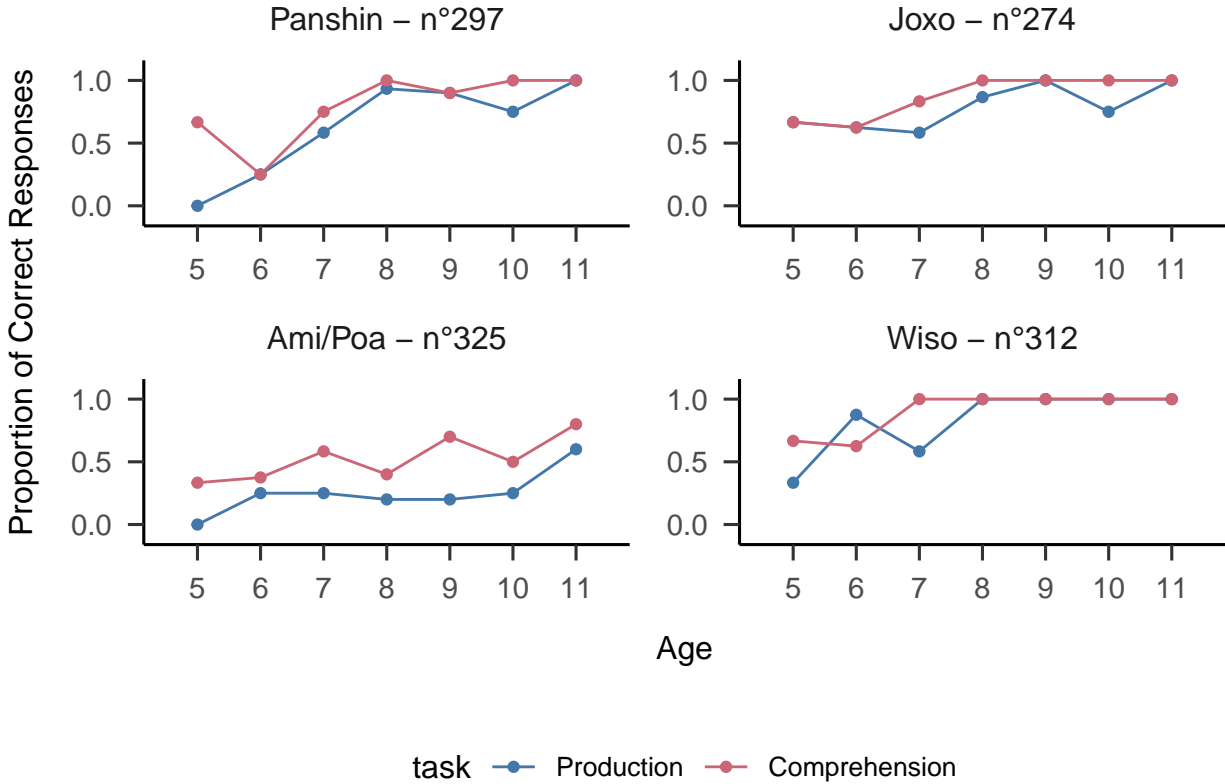 Panshin – n°297
Joxo – n°274
Proportion of Correct Responses
1.0
0.5
0.0
5 6 7 8 9 10 11
1.0
0.5
0.0
5 6 7 8 9 10 11
Ami/Poa – n°325
Wiso – n°312
1.0
0.5
0.0
5 6 7 8 9 10 11
1.0
0.5
0.0
5 6 7 8 9 10 11
Age
task Production Comprehension